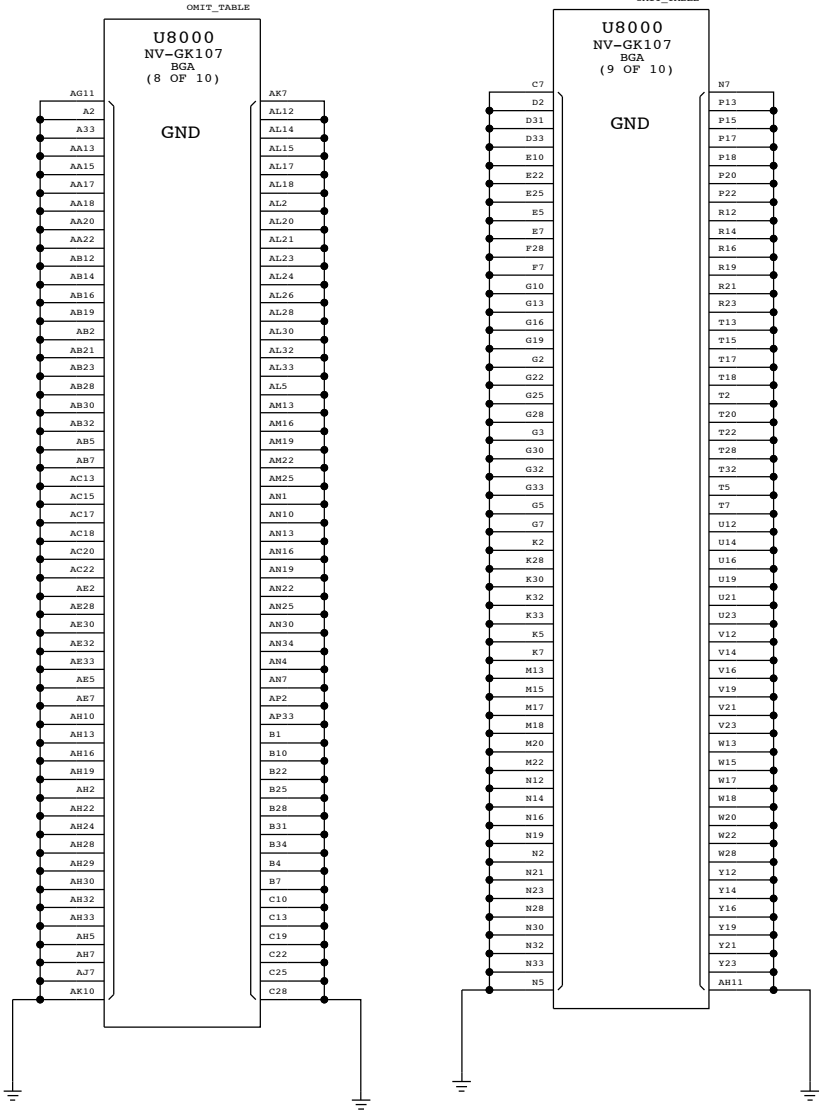 OMIT_TABLE
U8000
NV-GK107
BGA
(8 OF 10)
GND
AG11
A2
A33
AA13
AA15
AA17
AA18
AA20
AA22
AB12
AB14
AB16
AB19
AB2
AB21
AB23
AB28
AB30
AB32
AB5
AB7
AC13
AC15
AC17
AC18
AC20
AC22
AE2
AE28
AE30
AE32
AE33
AE5
AE7
AH10
AH13
AH16
AH19
AH2
AH22
AH24
AH28
AH29
AH30
AH32
AH33
AH5
AH7
AJ7
AK10
AK7
AL12
AL14
AL15
AL17
AL18
AL2
AL20
AL21
AL23
AL24
AL26
AL28
AL30
AL32
AL33
AL5
AM13
AM16
AM19
AM22
AM25
AN1
AN10
AN13
AN16
AN19
AN22
AN25
AN30
AN34
AN4
AN7
AP2
AP33
B1
B10
B22
B25
B28
B31
B34
B4
B7
C10
C13
C19
C22
C25
C28
U8000
NV-GK107
BGA
(9 OF 10)
GND
C7
D2
D31
D33
E10
E22
E25
E5
E7
F28
F7
G10
G13
G16
G19
G2
G22
G25
G28
G3
G30
G32
G33
G5
G7
K2
K28
K30
K32
K33
K5
K7
M13
M15
M17
M18
M20
M22
N12
N14
N16
N19
N2
N21
N23
N28
N30
N32
N33
N5
N7
P13
P15
P17
P18
P20
P22
R12
R14
R16
R19
R21
R23
T13
T15
T17
T18
T2
T20
T22
T28
T32
T5
T7
U12
U14
U16
U19
U21
U23
V12
V14
V16
V19
V21
V23
W13
W15
W17
W18
W20
W22
W28
Y12
Y14
Y16
Y19
Y21
Y23
AH11